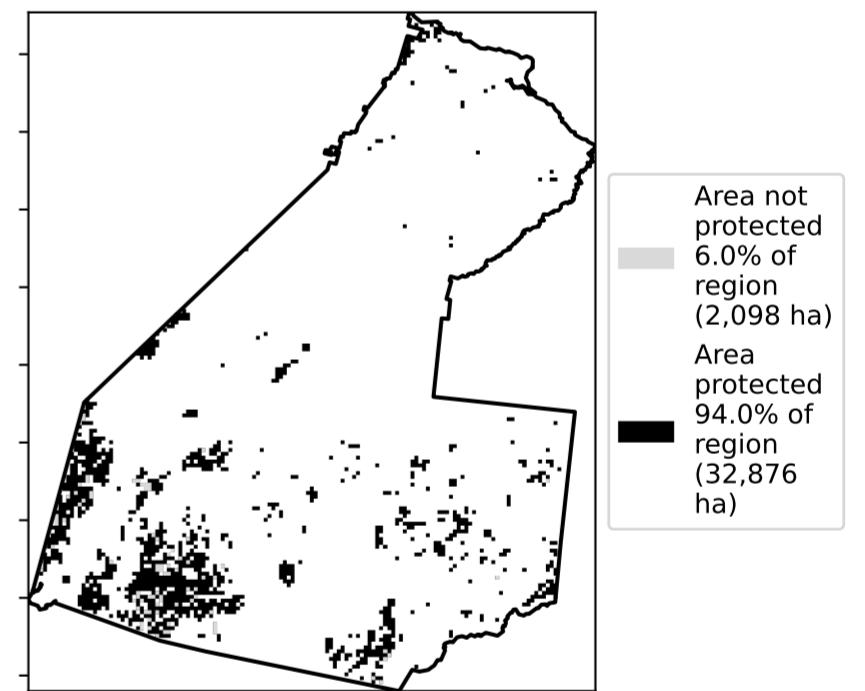 Area not
protected
6.0% of
region
(2,098 ha)
Area
protected
94.0% of
region
(32,876
ha)